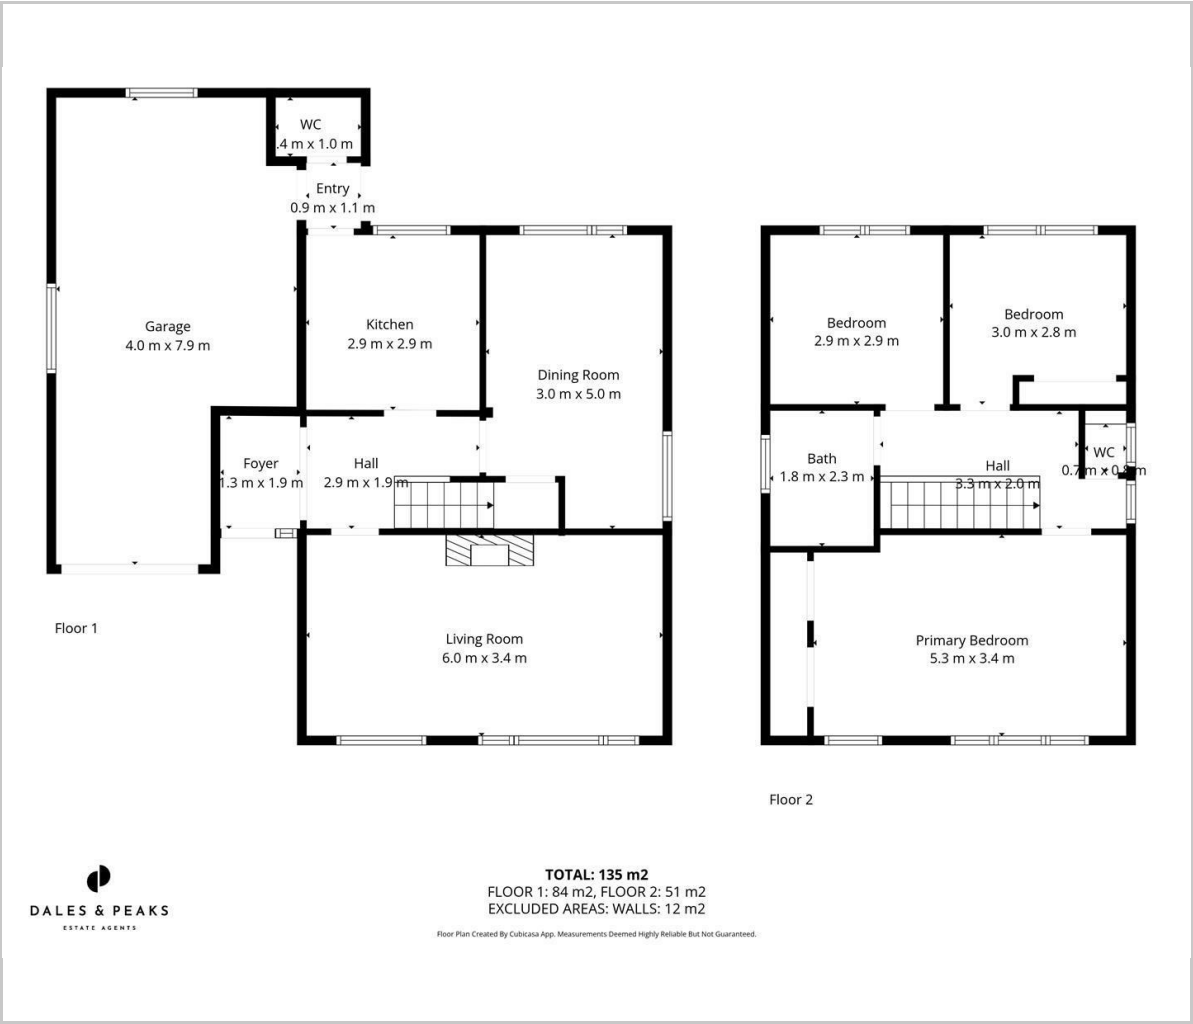 WC
.4 m x 1.0 m
Entry
0.9 m x 1.1 m
Garage
4.0 m x 7.9 m
Kitchen
2.9 m x 2.9 m
Dining Room
3.0 m x 5.0 m
Foyer
1.3 m x 1.9 m
Hall
2.9 m x 1.9 m
Living Room
6.0 m x 3.4 m
Floor 1
Bedroom
2.9 m x 2.9 m
Bedroom
3.0 m x 2.8 m
Bath
1.8 m x 2.3 m
Hall
3.3 m x 2.0 m
WC
0.7 m x 0.8 m
Primary Bedroom
5.3 m x 3.4 m
Floor 2
DALES & PEAKS
ESTATE AGENTS
TOTAL: 135 m2
FLOOR 1: 84 m2, FLOOR 2: 51 m2
EXCLUDED AREAS: WALLS: 12 m2
Floor Plan Created By Cubicasa App. Measurements Deemed Highly Reliable But Not Guaranteed.